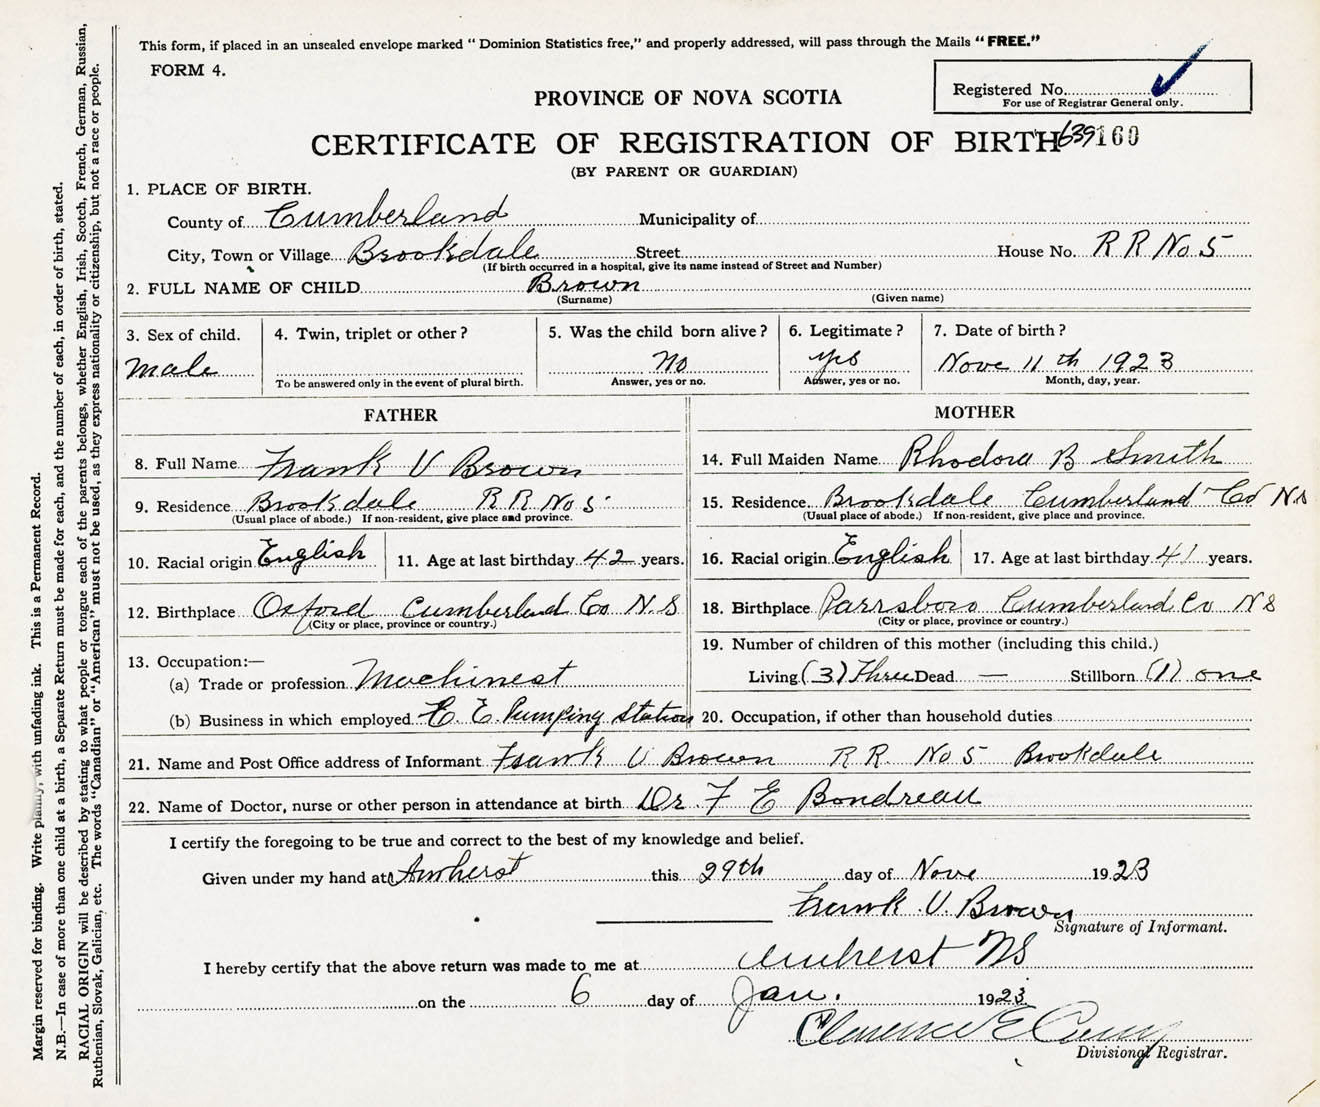 This form, if placed in an unsealed envelope marked "Dominion Statistics free," and properly addressed, will pass through the Mails "FREE."
FORM 4.
Registered No.
For use of Registrar General only.
PROVINCE OF NOVA SCOTIA
CERTIFICATE OF REGISTRATION OF BIRTH 639160
(BY PARENT OR GUARDIAN)
1. PLACE OF BIRTH.
County of Cumberland Municipality of
City, Town or Village Brookdale Street House No. R R No 5
(If birth occurred in a hospital, give its name instead of Street and Number)
2. FULL NAME OF CHILD Brown
(Surname) (Given name)
3. Sex of child. 4. Twin, triplet or other? 5. Was the child born alive? 6. Legitimate? 7. Date of birth?
Male No yes Nove 11th 1923
To be answered only in the event of plural birth. Answer, yes or no. Answer, yes or no. Month, day, year.
FATHER MOTHER
8. Full Name Frank V Brown 14. Full Maiden Name Rhodora B Smith
9. Residence Brookdale R R No 5 15. Residence Brookdale Cumberland Co N S
(Usual place of abode.) If non-resident, give place and province. (Usual place of abode.) If non-resident, give place and province.
10. Racial origin English 11. Age at last birthday 42 years. 16. Racial origin English 17. Age at last birthday 41 years.
12. Birthplace Oxford Cumberland Co N.S 18. Birthplace Parrsboro Cumberland Co N S
(City or place, province or country.) (City or place, province or country.)
19. Number of children of this mother (including this child.)
13. Occupation:—
(a) Trade or profession Mechinest Living (3) Three Dead — Stillborn (1) one
(b) Business in which employed E. Pumping Station 20. Occupation, if other than household duties
21. Name and Post Office address of Informant Frank V Brown R R. No 5 Brookdale
22. Name of Doctor, nurse or other person in attendance at birth Dr. F E Bondreau
I certify the foregoing to be true and correct to the best of my knowledge and belief.
Given under my hand at Amherst this 29th day of Nove 1923
Frank V. Brown
Signature of Informant.
I hereby certify that the above return was made to me at Amherst NS
on the 6 day of Jan. 1923
Clarence E
Divisional Registrar.
Margin reserved for binding. Write plainly, with unfading ink. This is a Permanent Record.
N.B.—In case of more than one child at a birth, a Separate Return must be made for each, and the number of each, in order of birth, stated.
RACIAL ORIGIN will be described by stating to what people or tongue each of the parents belongs, whether English, Irish, Scotch, French, German, Russian,
Ruthenian, Slovak, Galician, etc. The words "Canadian" or "American" must not be used, as they express nationality or citizenship, but not a race or people.